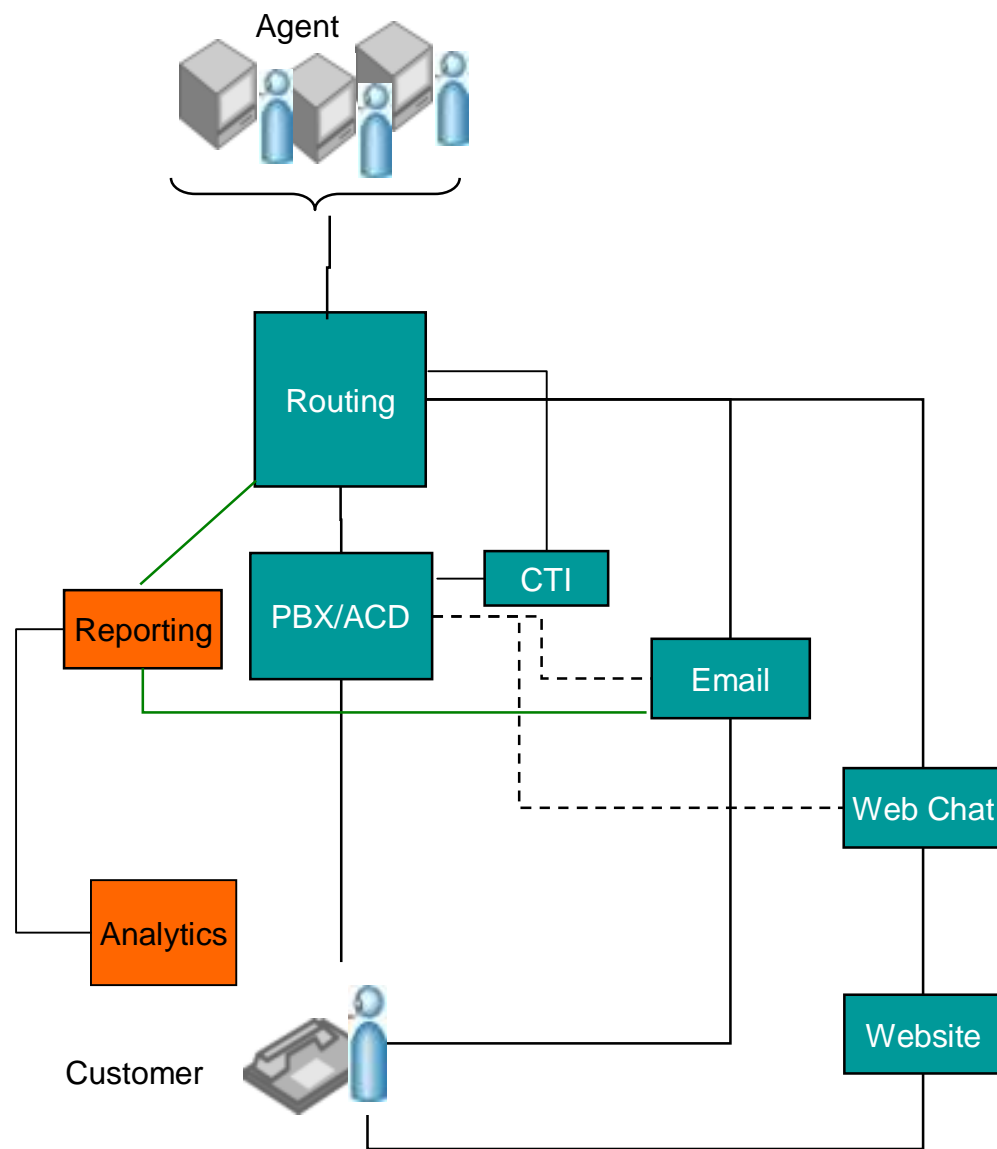 Agent
Routing
CTI
PBX/ACD
Reporting
Email
Web Chat
Analytics
Website
Customer